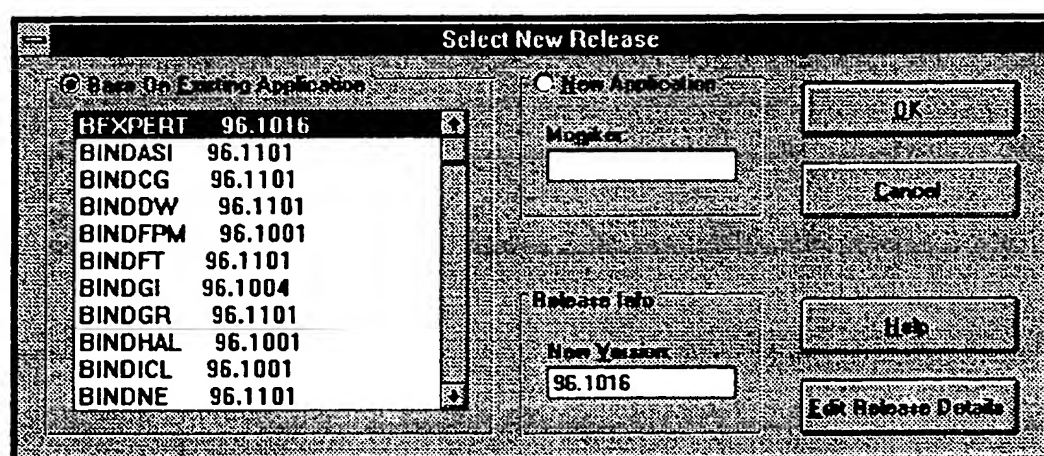 Select New Release
Base On Existing Application
BFXPERT 96.1016
BINDASI 96.1101
BINDCG 96.1101
BINDDW 96.1101
BINDFPM 96.1001
BINDFT 96.1101
BINDGI 96.1004
BINDGR 96.1101
BINDHAL 96.1001
BINDICL 96.1001
BINDNE 96.1101
New Application
Moniker:
Release Info
New Version:
96.1016
OK
Cancel
Help
Edit Release Details